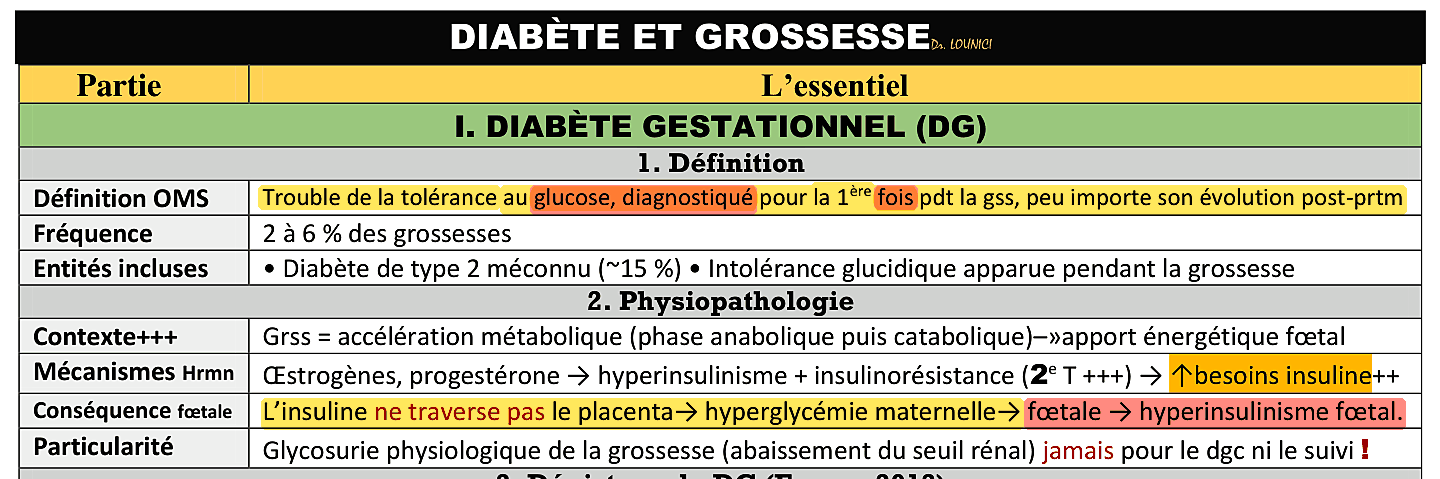 DIABÈTE ET GROSSESSE Dr. LOUNICI
Partie L'essentiel
I. DIABÈTE GESTATIONNEL (DG)
1. Définition
Définition OMS Trouble de la tolérance au glucose, diagnostiqué pour la 1ère fois pdt la gss, peu importe son évolution post-prtm
Fréquence 2 à 6 % des grossesses
Entités incluses • Diabète de type 2 méconnu (~15 %) • Intolérance glucidique apparue pendant la grossesse
2. Physiopathologie
Contexte+++ Grss = accélération métabolique (phase anabolique puis catabolique)–»apport énergétique fœtal
Mécanismes Hrmn Œstrogènes, progestérone → hyperinsulinisme + insulinorésistance (2e T +++) → ↑besoins insuline++
Conséquence fœtale L'insuline ne traverse pas le placenta→ hyperglycémie maternelle→ fœtale → hyperinsulinisme fœtal.
Particularité Glycosurie physiologique de la grossesse (abaissement du seuil rénal) jamais pour le dgc ni le suivi !